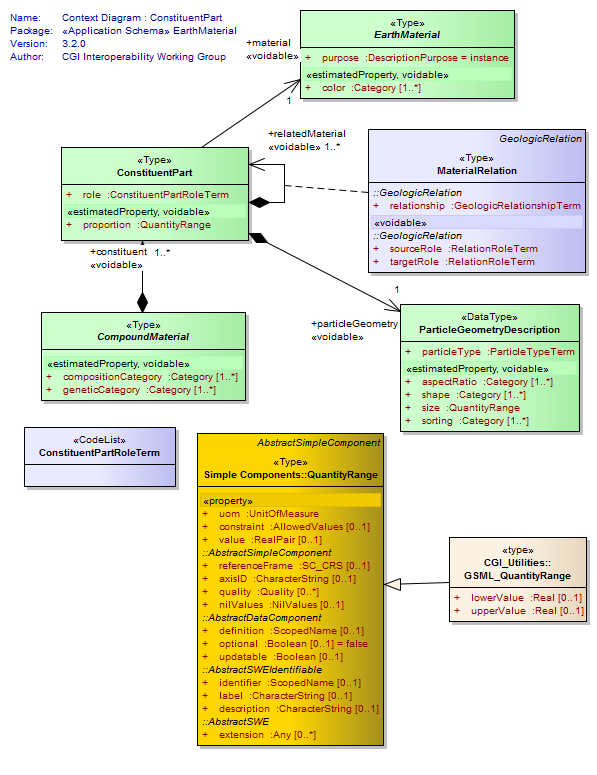 Name: Context Diagram : ConstituentPart
Package: «Application Schema» EarthMaterial
Version: 3.2.0
Author: CGI Interoperability Working Group
«Type»
EarthMaterial
+ purpose :DescriptionPurpose = instance
«estimatedProperty, voidable»
+ color :Category [1..*]
+material
«voidable»
1
«Type»
ConstituentPart
+ role :ConstituentPartRoleTerm
«estimatedProperty, voidable»
+ proportion :QuantityRange
+relatedMaterial
«voidable» 1..*
GeologicRelation
«Type»
MaterialRelation
::GeologicRelation
+ relationship :GeologicRelationshipTerm
«voidable»
::GeologicRelation
+ sourceRole :RelationRoleTerm
+ targetRole :RelationRoleTerm
+constituent 1..*
«voidable»
1
+particleGeometry
«voidable»
«Type»
CompoundMaterial
«estimatedProperty, voidable»
+ compositionCategory :Category [1..*]
+ geneticCategory :Category [1..*]
«DataType»
ParticleGeometryDescription
+ particleType :ParticleTypeTerm
«estimatedProperty, voidable»
+ aspectRatio :Category [1..*]
+ shape :Category [1..*]
+ size :QuantityRange
+ sorting :Category [1..*]
«CodeList»
ConstituentPartRoleTerm
AbstractSimpleComponent
«Type»
Simple Components::QuantityRange
«property»
+ uom :UnitOfMeasure
+ constraint :AllowedValues [0..1]
+ value :RealPair [0..1]
::AbstractSimpleComponent
+ referenceFrame :SC_CRS [0..1]
+ axisID :CharacterString [0..1]
+ quality :Quality [0..*]
+ nilValues :NilValues [0..1]
::AbstractDataComponent
+ definition :ScopedName [0..1]
+ optional :Boolean [0..1] = false
+ updatable :Boolean [0..1]
::AbstractSWEIdentifiable
+ identifier :ScopedName [0..1]
+ label :CharacterString [0..1]
+ description :CharacterString [0..1]
::AbstractSWE
+ extension :Any [0..*]
«type»
CGI_Utilities::
GSML_QuantityRange
+ lowerValue :Real [0..1]
+ upperValue :Real [0..1]